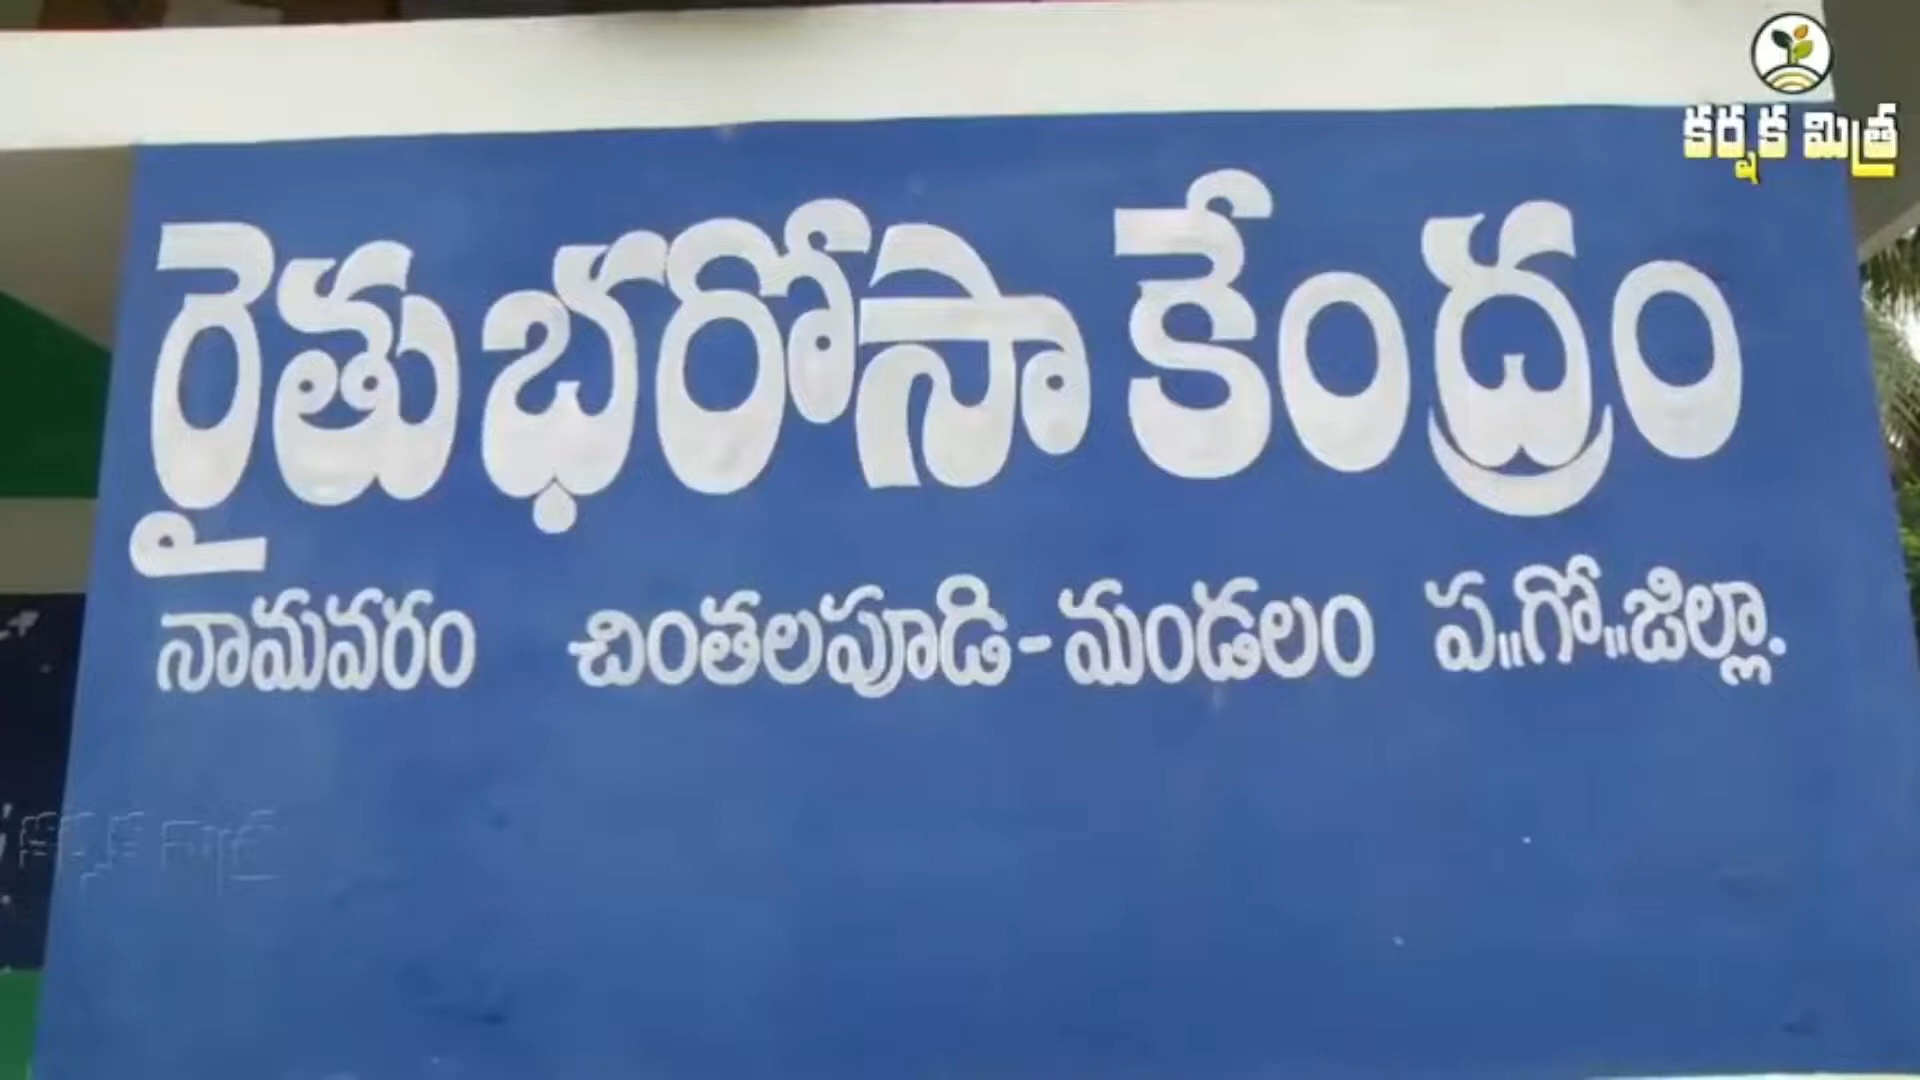 కర్షక మిత్ర
రైతు భరోసా కేంద్రం
నామవరం చింతలపూడి-మండలం ప॥గో॥జిల్లా.